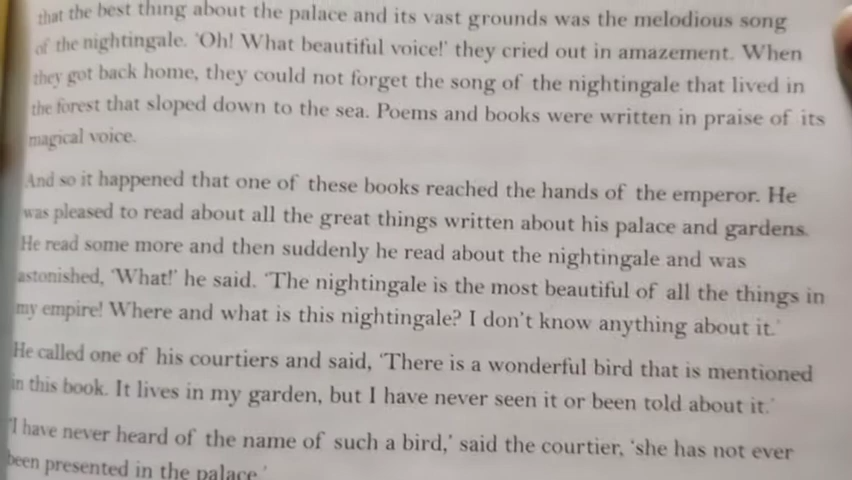 that the best thing about the palace and its vast grounds was the melodious song
of the nightingale. 'Oh! What beautiful voice!' they cried out in amazement. When
they got back home, they could not forget the song of the nightingale that lived in
the forest that sloped down to the sea. Poems and books were written in praise of its
magical voice.
And so it happened that one of these books reached the hands of the emperor. He
was pleased to read about all the great things written about his palace and gardens.
He read some more and then suddenly he read about the nightingale and was
astonished, 'What!' he said. 'The nightingale is the most beautiful of all the things in
my empire! Where and what is this nightingale? I don't know anything about it.'
He called one of his courtiers and said, 'There is a wonderful bird that is mentioned
in this book. It lives in my garden, but I have never seen it or been told about it.'
'I have never heard of the name of such a bird,' said the courtier, 'she has not ever
been presented in the palace.'